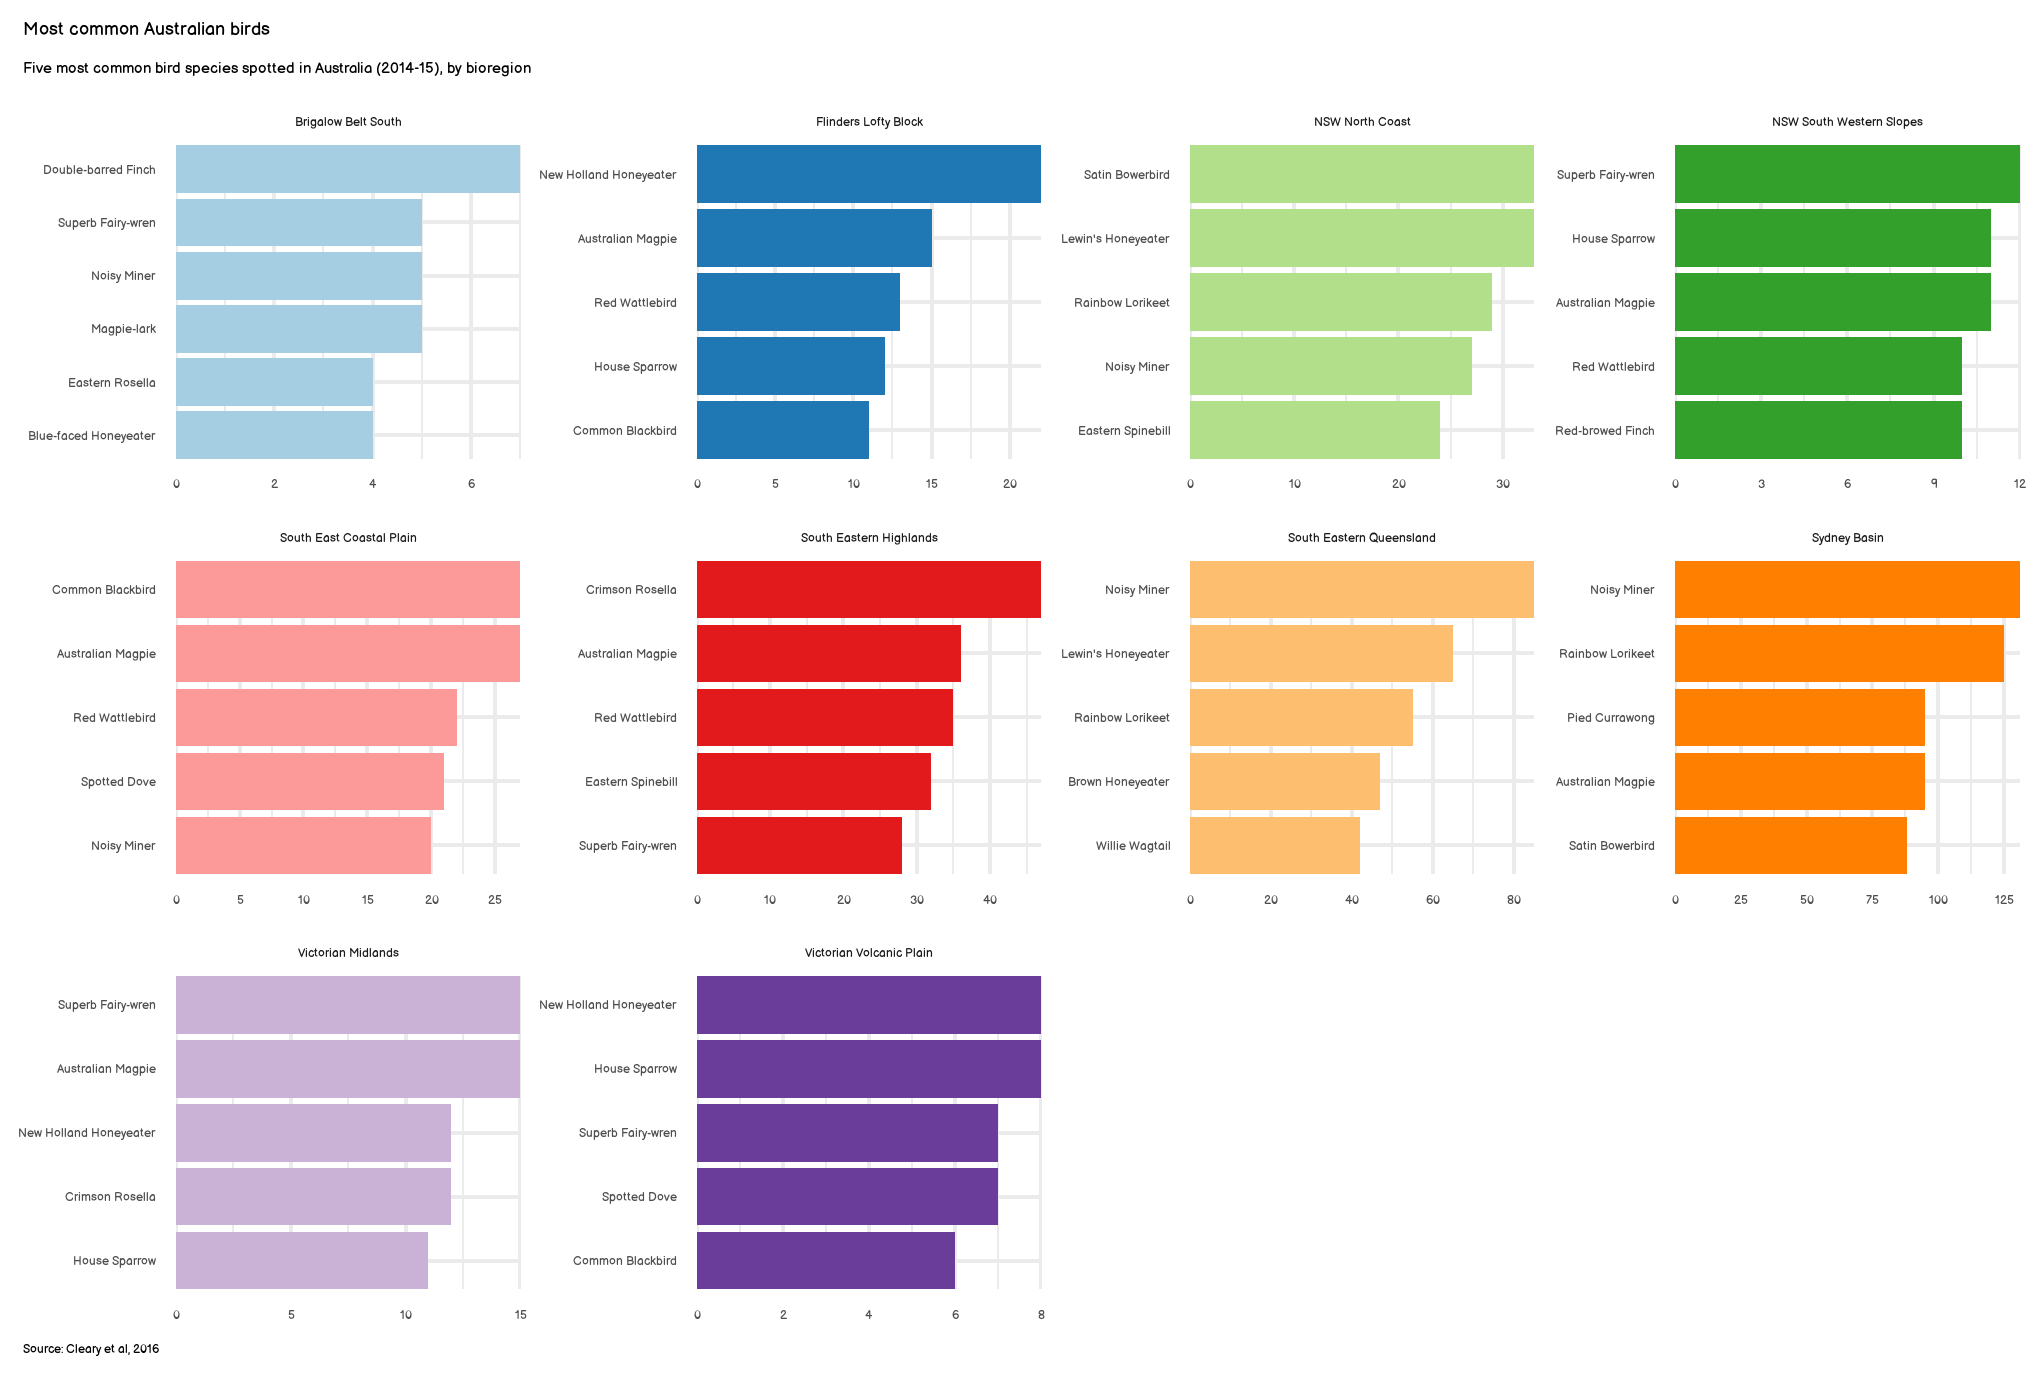 Most common Australian birds
Five most common bird species spotted in Australia (2014-15), by bioregion
Brigalow Belt South
Double-barred Finch
Superb Fairy-wren
Noisy Miner
Magpie-lark
Eastern Rosella
Blue-faced Honeyeater
0 2 4 6
Flinders Lofty Block
New Holland Honeyeater
Australian Magpie
Red Wattlebird
House Sparrow
Common Blackbird
0 5 10 15 20
NSW North Coast
Satin Bowerbird
Lewin's Honeyeater
Rainbow Lorikeet
Noisy Miner
Eastern Spinebill
0 10 20 30
NSW South Western Slopes
Superb Fairy-wren
House Sparrow
Australian Magpie
Red Wattlebird
Red-browed Finch
0 3 6 9 12
South East Coastal Plain
Common Blackbird
Australian Magpie
Red Wattlebird
Spotted Dove
Noisy Miner
0 5 10 15 20 25
South Eastern Highlands
Crimson Rosella
Australian Magpie
Red Wattlebird
Eastern Spinebill
Superb Fairy-wren
0 10 20 30 40
South Eastern Queensland
Noisy Miner
Lewin's Honeyeater
Rainbow Lorikeet
Brown Honeyeater
Willie Wagtail
0 20 40 60 80
Sydney Basin
Noisy Miner
Rainbow Lorikeet
Pied Currawong
Australian Magpie
Satin Bowerbird
0 25 50 75 100 125
Victorian Midlands
Superb Fairy-wren
Australian Magpie
New Holland Honeyeater
Crimson Rosella
House Sparrow
0 5 10 15
Victorian Volcanic Plain
New Holland Honeyeater
House Sparrow
Superb Fairy-wren
Spotted Dove
Common Blackbird
0 2 4 6 8
Source: Cleary et al, 2016